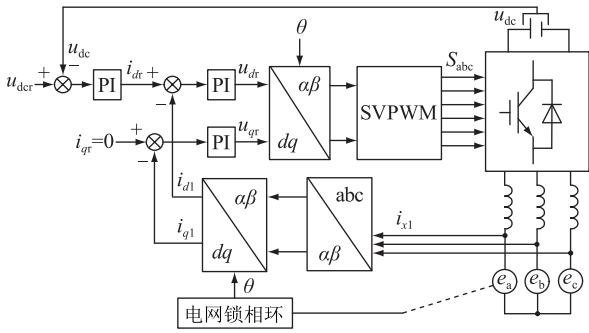 u_dc
u_dc
θ
S_abc
u_dcr + − PI i_dr + − PI u_dr αβ dq SVPWM
i_qr=0 + − PI u_qr
i_d1 αβ dq abc αβ i_x1
i_q1
θ e_a e_b e_c
电网锁相环